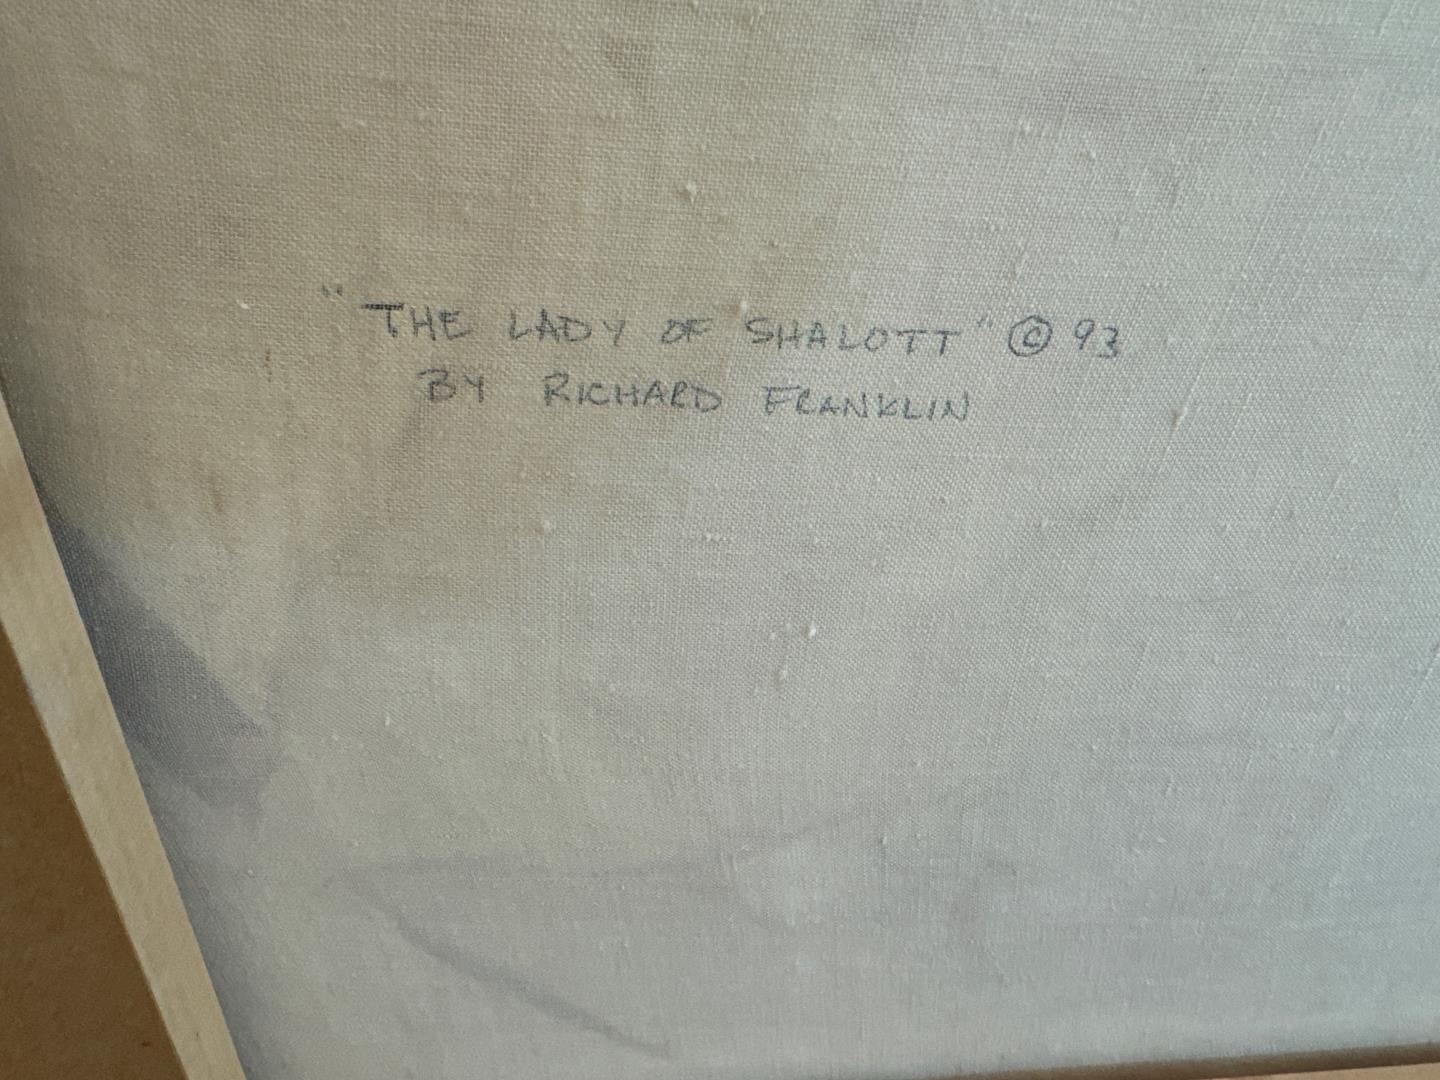 "THE LADY OF SHALOTT" © 93
BY RICHARD FRANKLIN